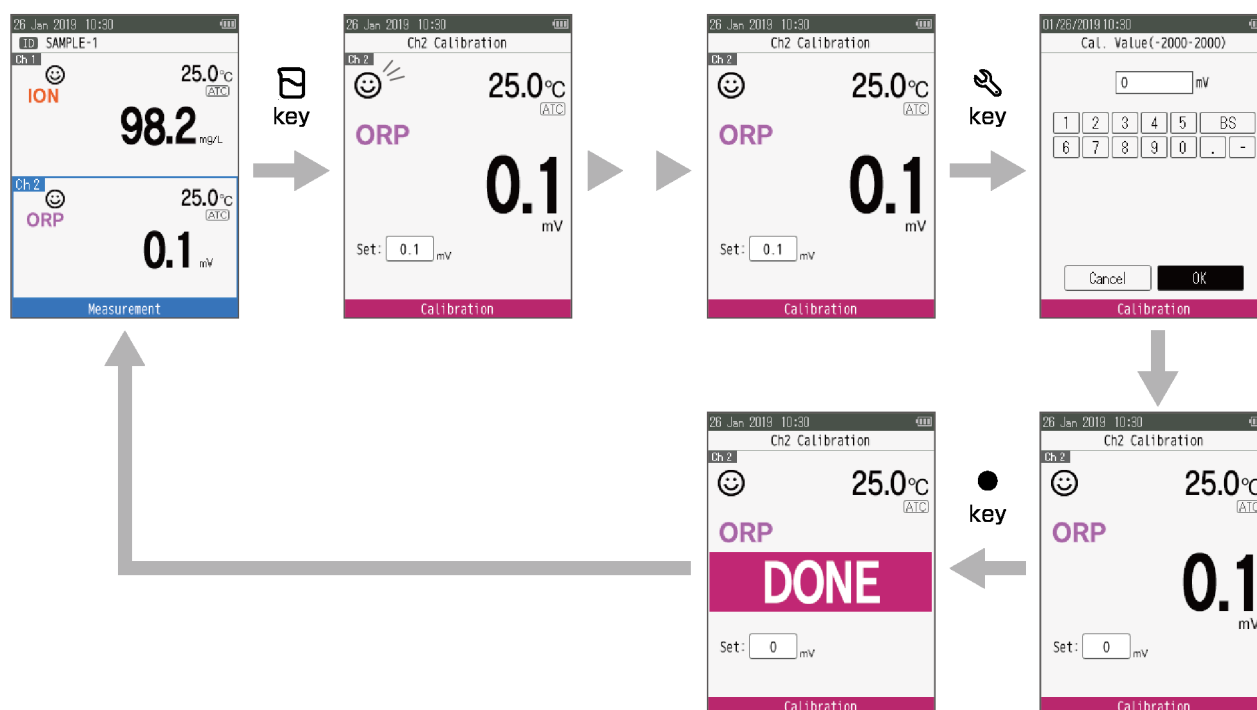 26 Jan 2019 10:30
ID SAMPLE-1
Ch 1
25.0℃
ATC
ION
98.2 mg/L
Ch 2
25.0℃
ATC
ORP
0.1 mV
Measurement
key
26 Jan 2019 10:30
Ch2 Calibration
Ch 2
25.0℃
ATC
ORP
0.1
mV
Set: 0.1 mV
Calibration
26 Jan 2019 10:30
Ch2 Calibration
Ch 2
25.0℃
ATC
ORP
0.1
mV
Set: 0.1 mV
Calibration
key
01/26/2019 10:30
Cal. Value(-2000-2000)
0 mV
1 2 3 4 5 BS
6 7 8 9 0 . -
Cancel OK
Calibration
26 Jan 2019 10:30
Ch2 Calibration
Ch 2
25.0℃
ATC
ORP
0.1
mV
Set: 0 mV
Calibration
key
26 Jan 2019 10:30
Ch2 Calibration
Ch 2
25.0℃
ATC
ORP
DONE
Set: 0 mV
Calibration